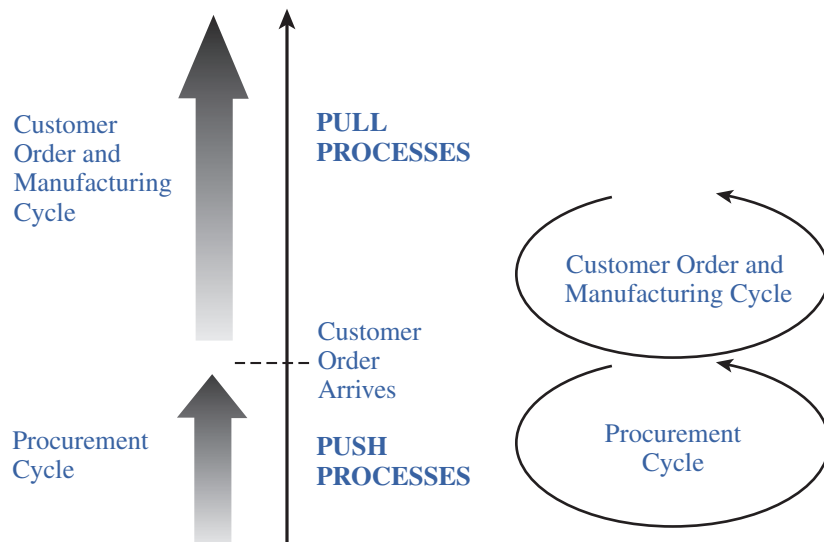 Customer
Order and
Manufacturing
Cycle
PULL
PROCESSES
Customer Order and
Manufacturing Cycle
Customer
Order
Arrives
Procurement
Cycle
PUSH
PROCESSES
Procurement
Cycle